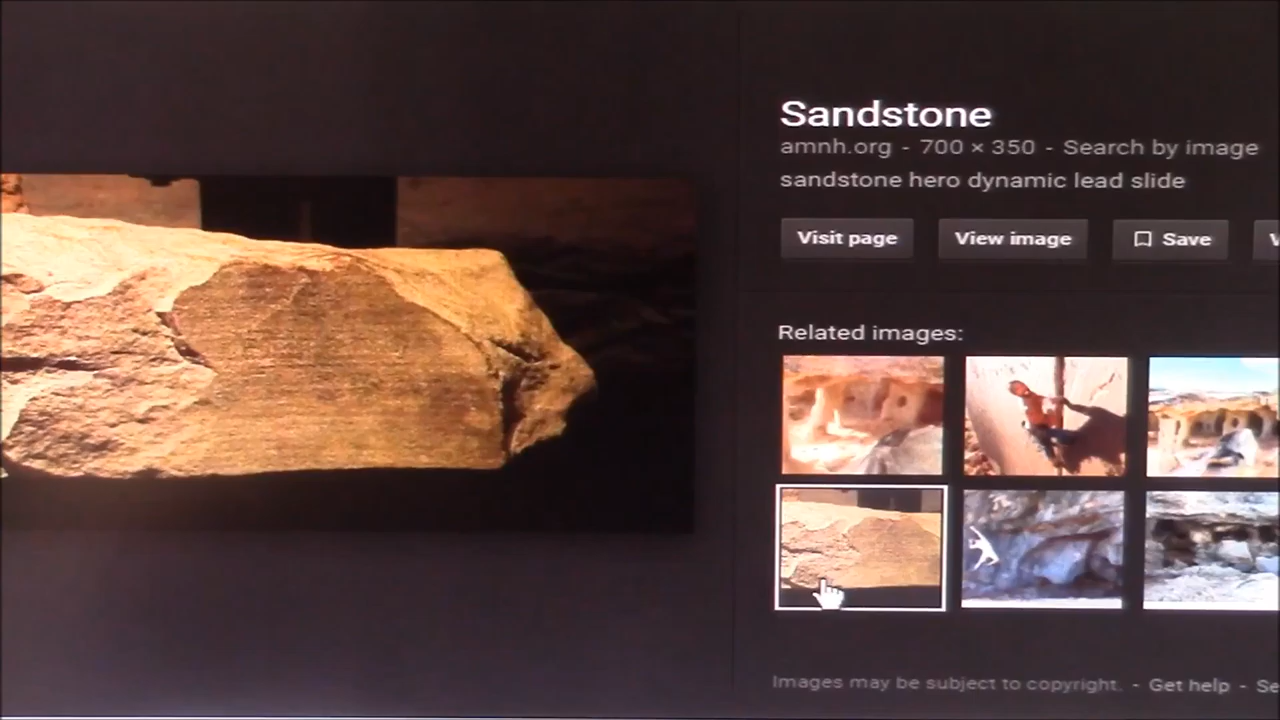 Sandstone
amnh.org - 700 × 350 - Search by image
sandstone hero dynamic lead slide
Visit page View image Save
Related images:
Images may be subject to copyright. - Get help -